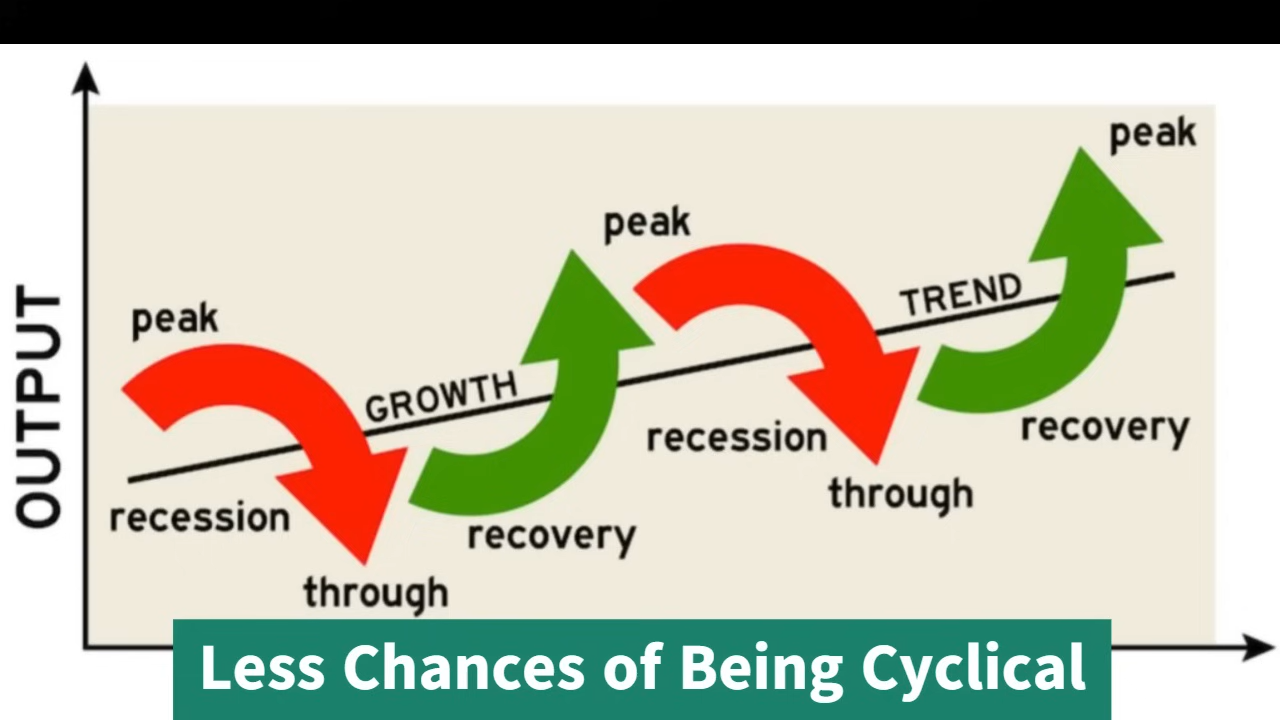 peak
peak
peak
OUTPUT
GROWTH
TREND
recession
recession
recovery
recovery
through
through
Less Chances of Being Cyclical